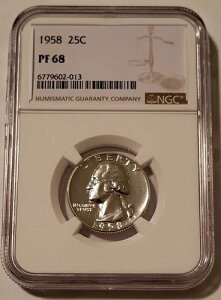 1958 25C
PF 68
6779602-013
NUMISMATIC GUARANTY COMPANY
NGC
LIBERTY
IN GOD WE
TRUST
1958